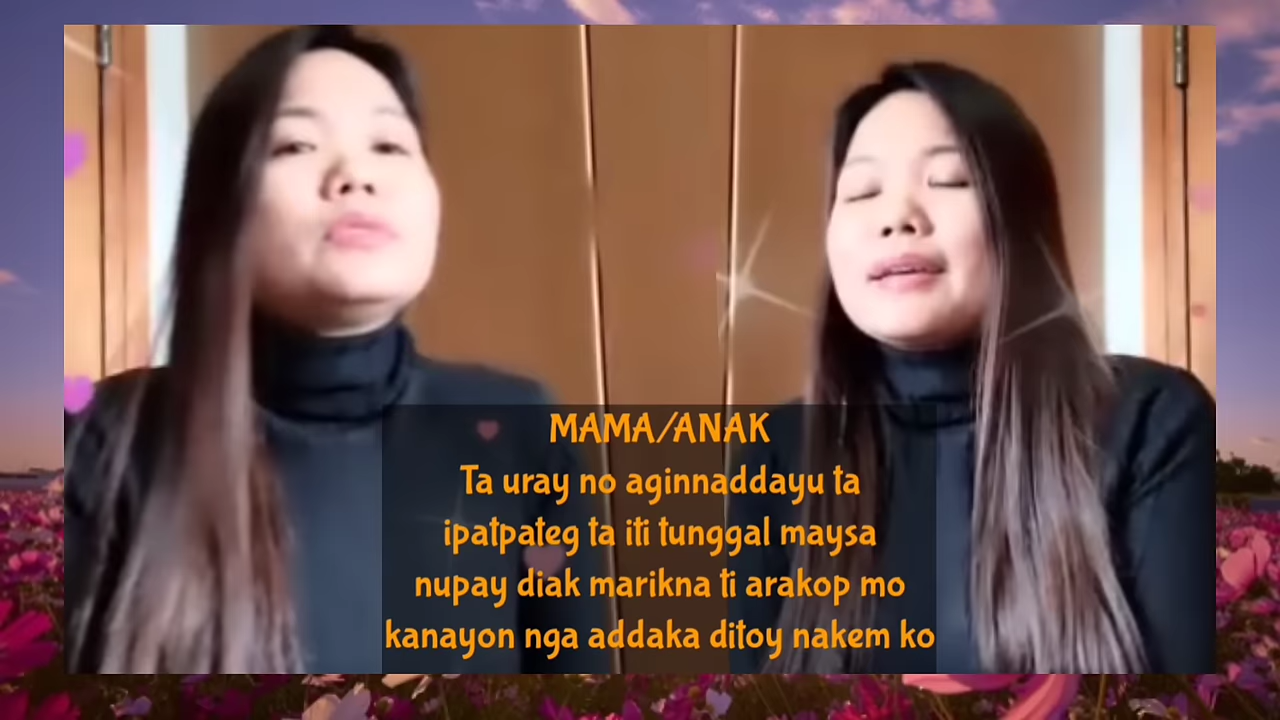 MAMA/ANAK
Ta uray no aginnaddayu ta
ipatpateg ta iti tunggal maysa
nupay diak marikna ti arakop mo
kanayon nga addaka ditoy nakem ko